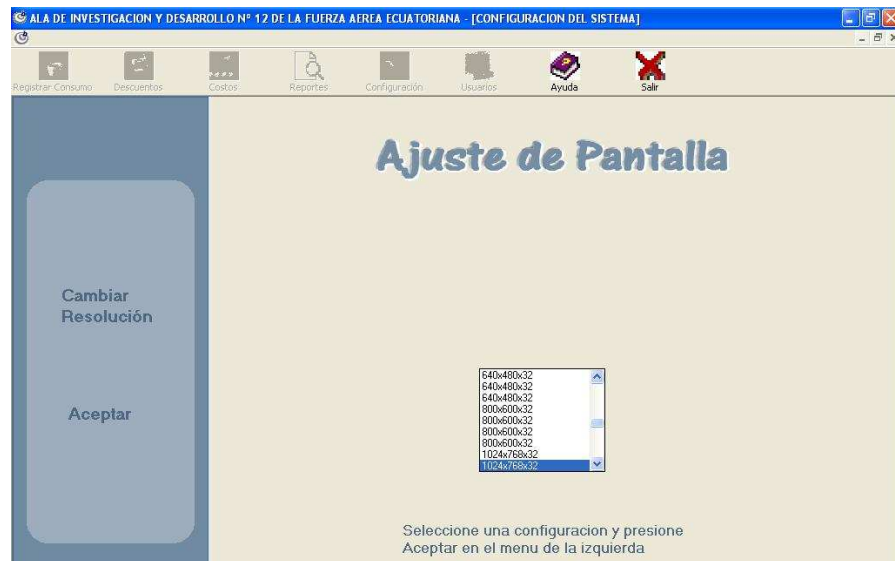 ALA DE INVESTIGACION Y DESARROLLO Nº 12 DE LA FUERZA AEREA ECUATORIANA - [CONFIGURACION DEL SISTEMA]
Registrar Consumo Descuentos Costos Reportes Configuración Usuarios Ayuda Salir
Ajuste de Pantalla
Cambiar
Resolución
Aceptar
640x480x32
640x480x32
640x480x32
800x600x32
800x600x32
800x600x32
800x600x32
1024x768x32
1024x768x32
Seleccione una configuracion y presione
Aceptar en el menu de la izquierda